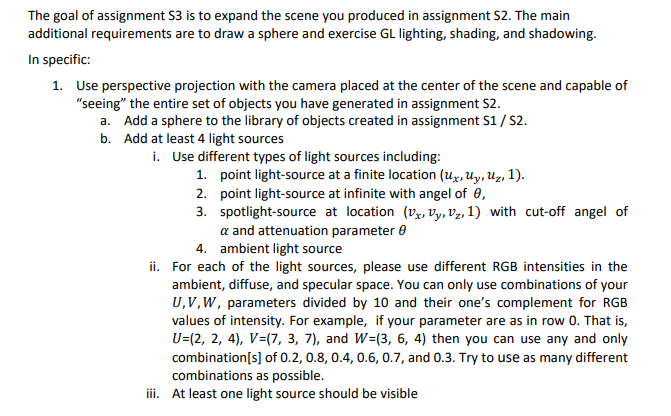 The goal of assignment S3 is to expand the scene you produced in assignment S2. The main
additional requirements are to draw a sphere and exercise GL lighting, shading, and shadowing.
In specific:
1. Use perspective projection with the camera placed at the center of the scene and capable of
"seeing" the entire set of objects you have generated in assignment S2.
a. Add a sphere to the library of objects created in assignment S1 / S2.
b. Add at least 4 light sources
i. Use different types of light sources including:
1. point light-source at a finite location (uₓ, u_y, u_z, 1).
2. point light-source at infinite with angel of θ,
3. spotlight-source at location (vₓ, v_y, v_z, 1) with cut-off angel of
α and attenuation parameter θ
4. ambient light source
ii. For each of the light sources, please use different RGB intensities in the
ambient, diffuse, and specular space. You can only use combinations of your
U, V, W, parameters divided by 10 and their one's complement for RGB
values of intensity. For example, if your parameter are as in row 0. That is,
U=(2, 2, 4), V=(7, 3, 7), and W=(3, 6, 4) then you can use any and only
combination[s] of 0.2, 0.8, 0.4, 0.6, 0.7, and 0.3. Try to use as many different
combinations as possible.
iii. At least one light source should be visible